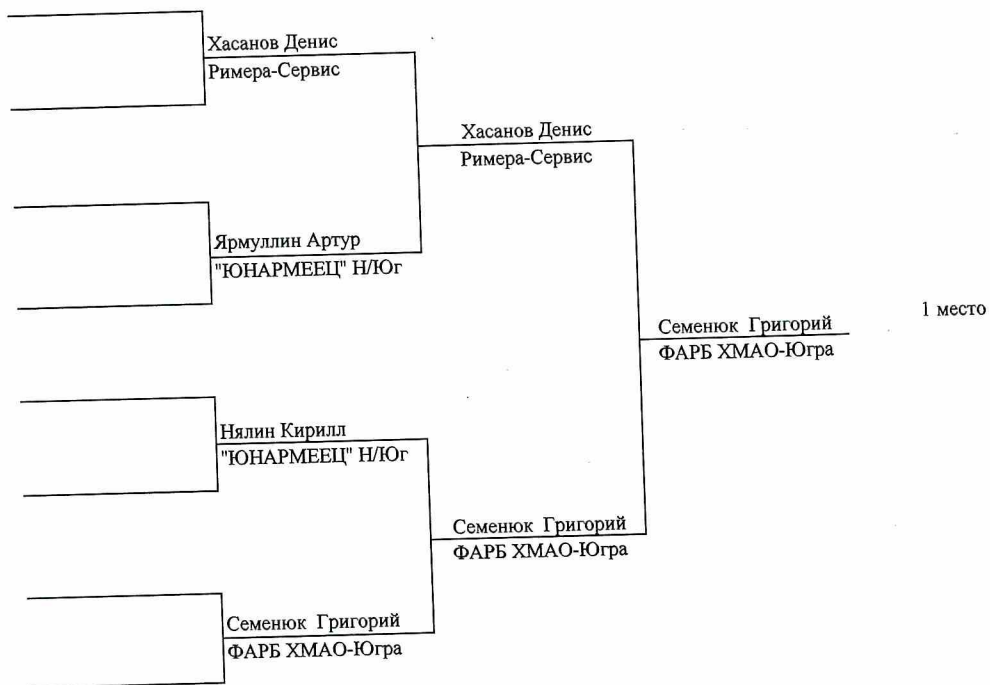 Хасанов Денис
Римера-Сервис
Хасанов Денис
Римера-Сервис
Ярмуллин Артур
"ЮНАРМЕЕЦ" Н/Юг
1 место
Семенюк Григорий
ФАРБ ХМАО-Югра
Нялин Кирилл
"ЮНАРМЕЕЦ" Н/Юг
Семенюк Григорий
ФАРБ ХМАО-Югра
Семенюк Григорий
ФАРБ ХМАО-Югра